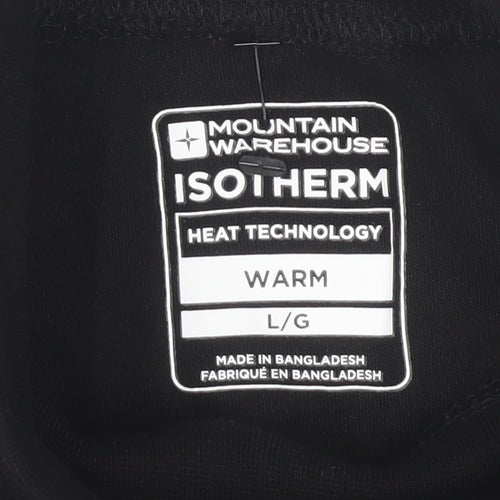 MOUNTAIN
WAREHOUSE
ISOTHERM
HEAT TECHNOLOGY
WARM
L/G
MADE IN BANGLADESH
FABRIQUÉ EN BANGLADESH